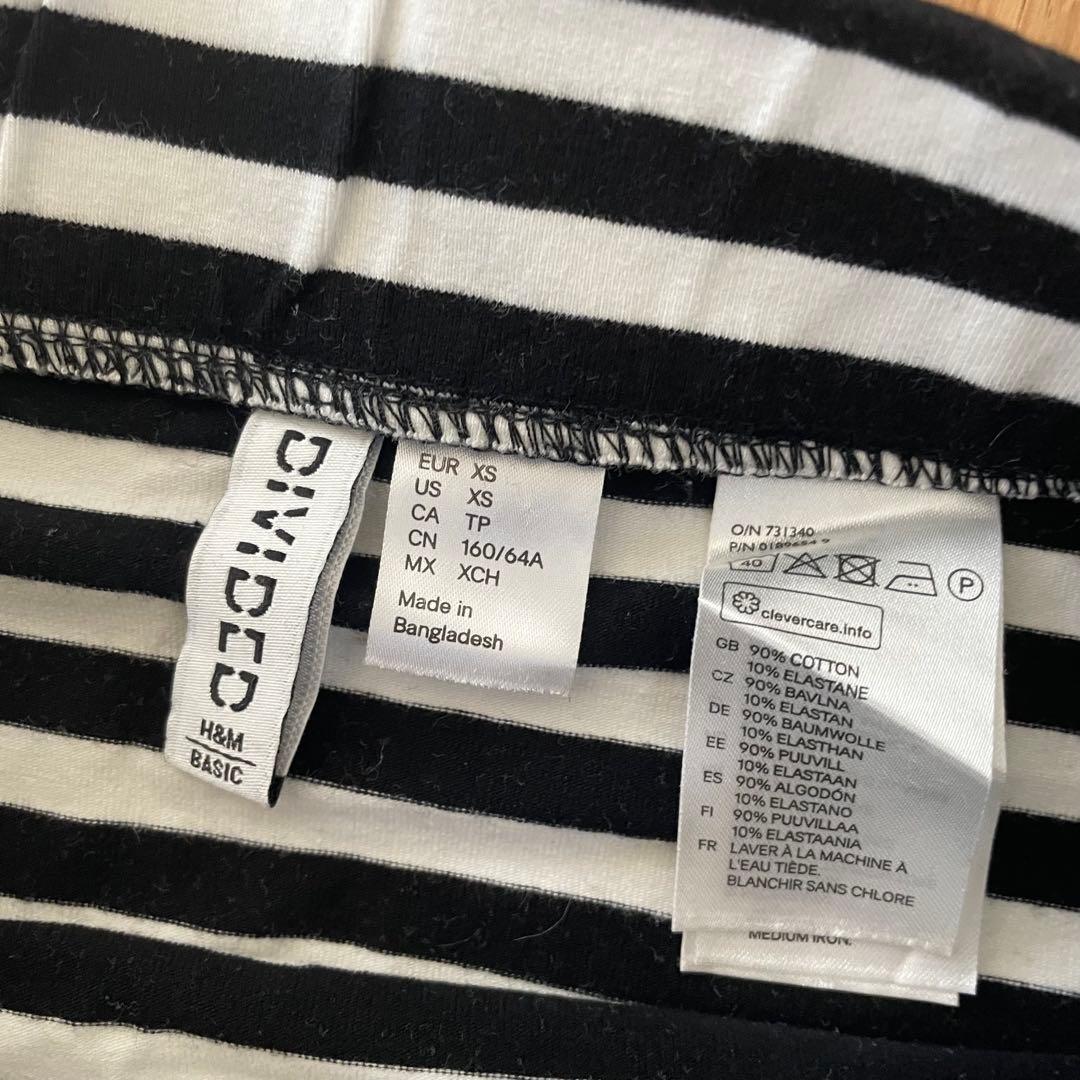 DIVIDED
H&M
BASIC
EUR XS
US XS
CA TP
CN 160/64A
MX XCH
Made in
Bangladesh
O/N 731340
P/N
40
P
clevercare.info
GB 90% COTTON
10% ELASTANE
CZ 90% BAVLNA
10% ELASTAN
DE 90% BAUMWOLLE
10% ELASTHAN
EE 90% PUUVILL
10% ELASTAAN
ES 90% ALGODÓN
10% ELASTANO
FI 90% PUUVILLAA
10% ELASTAANIA
FR LAVER À LA MACHINE À
L'EAU TIÈDE.
BLANCHIR SANS CHLORE
MEDIUM IRON.